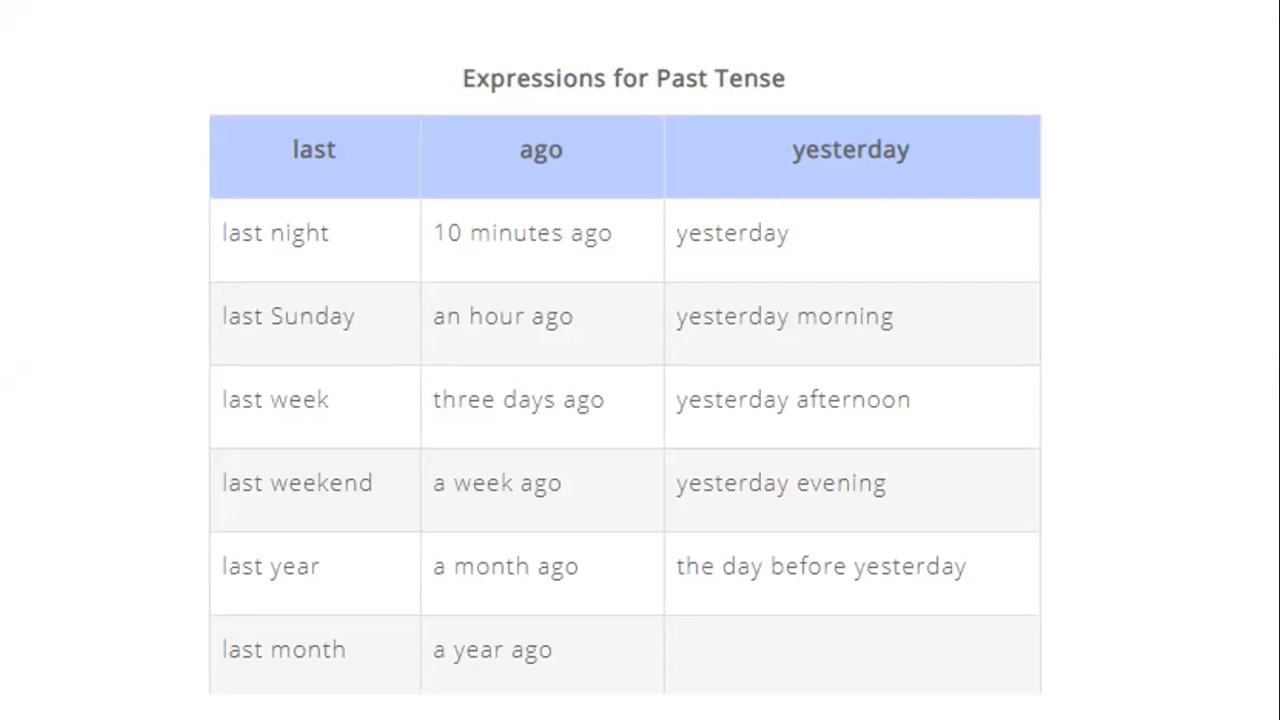 Expressions for Past Tense
last ago yesterday
last night 10 minutes ago yesterday
last Sunday an hour ago yesterday morning
last week three days ago yesterday afternoon
last weekend a week ago yesterday evening
last year a month ago the day before yesterday
last month a year ago